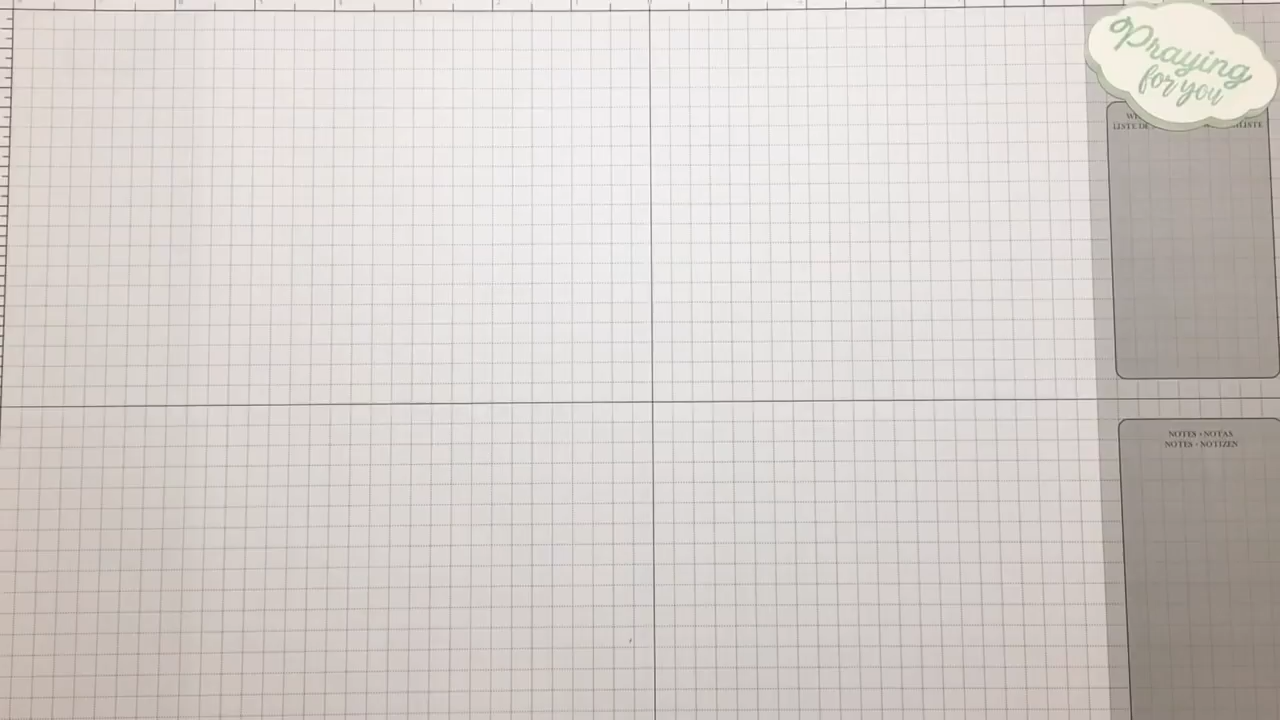 Praying
for you
LISTE DE
NOTES • NOTAS
NOTES • NOTIZEN